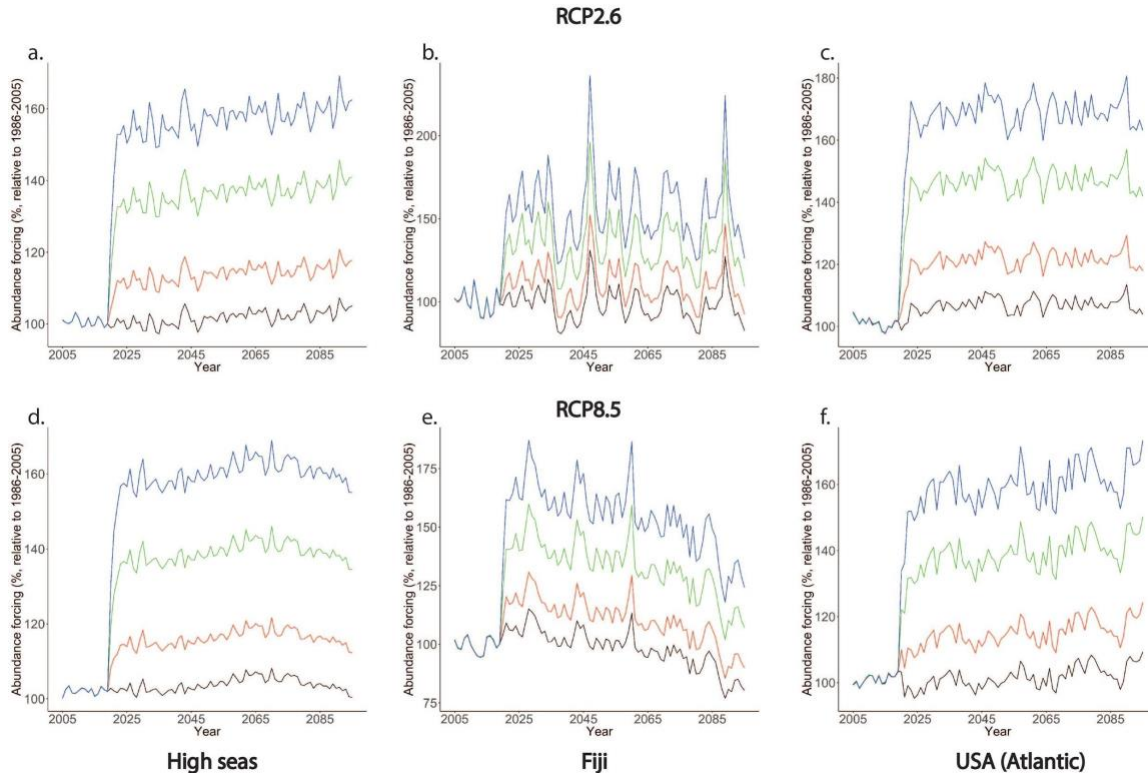 RCP2.6
a.
Abundance forcing (%, relative to 1986-2005)
160
140
120
100
2005 2025 2045 2065 2085
Year
b.
Abundance forcing (%, relative to 1986-2005)
200
150
100
2005 2025 2045 2065 2085
Year
c.
Abundance forcing (%, relative to 1986-2005)
180
160
140
120
100
2005 2025 2045 2065 2085
Year
RCP8.5
d.
Abundance forcing (%, relative to 1986-2005)
160
140
120
100
2005 2025 2045 2065 2085
Year
e.
Abundance forcing (%, relative to 1986-2005)
175
150
125
100
75
2005 2025 2045 2065 2085
Year
f.
Abundance forcing (%, relative to 1986-2005)
160
140
120
100
2005 2025 2045 2065 2085
Year
High seas
Fiji
USA (Atlantic)